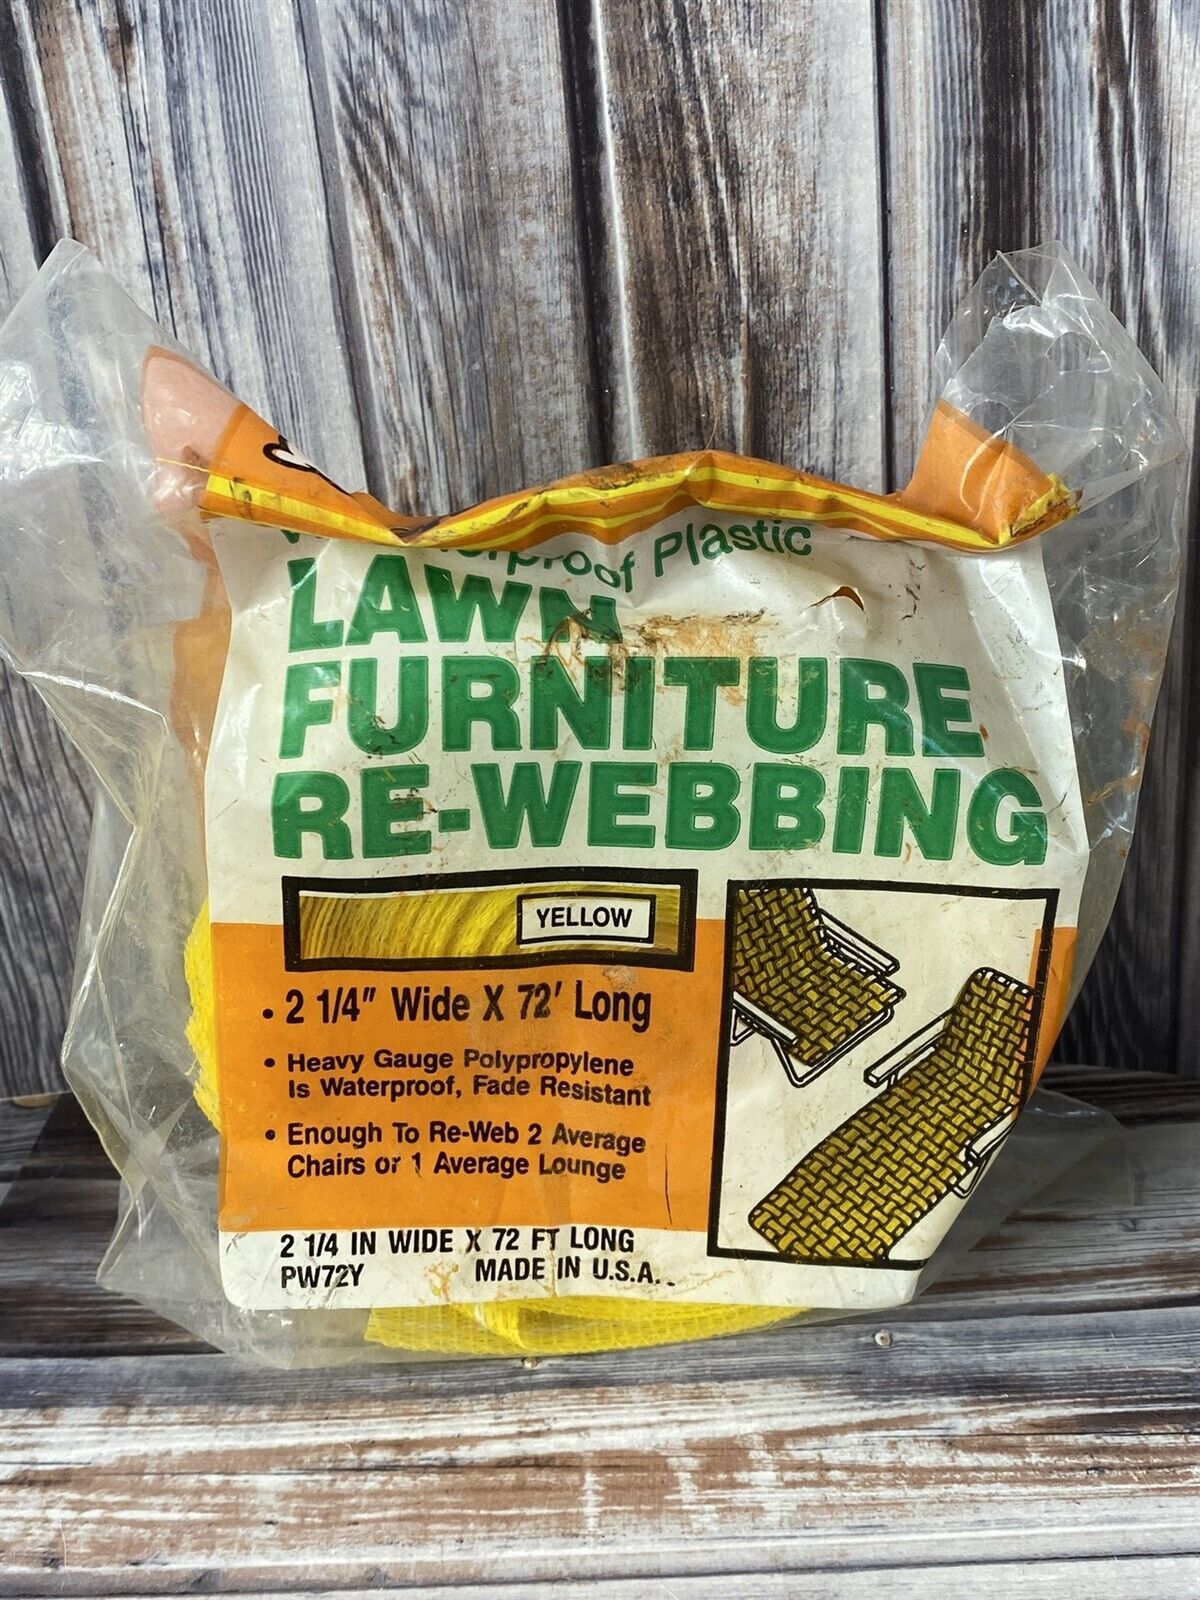 Plastic
LAWN
FURNITURE
RE-WEBBING
YELLOW
• 2 1/4" Wide X 72' Long
• Heavy Gauge Polypropylene
Is Waterproof, Fade Resistant
• Enough To Re-Web 2 Average
Chairs or 1 Average Lounge
2 1/4 IN WIDE X 72 FT LONG
PW72Y MADE IN U.S.A.